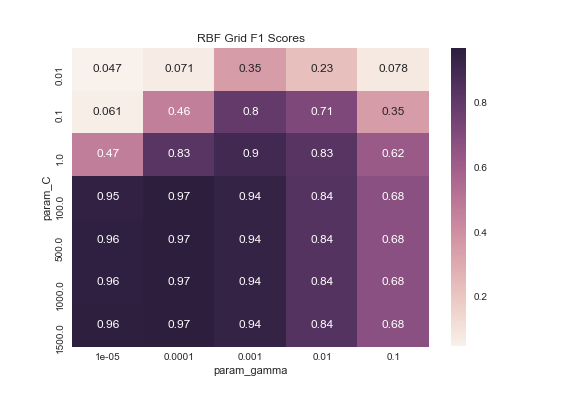 RBF Grid F1 Scores
0.01 0.047 0.071 0.35 0.23 0.078
0.1 0.061 0.46 0.8 0.71 0.35
1.0 0.47 0.83 0.9 0.83 0.62
100.0 0.95 0.97 0.94 0.84 0.68
500.0 0.96 0.97 0.94 0.84 0.68
1000.0 0.96 0.97 0.94 0.84 0.68
1500.0 0.96 0.97 0.94 0.84 0.68
param_C
1e-05 0.0001 0.001 0.01 0.1
param_gamma
0.8
0.6
0.4
0.2